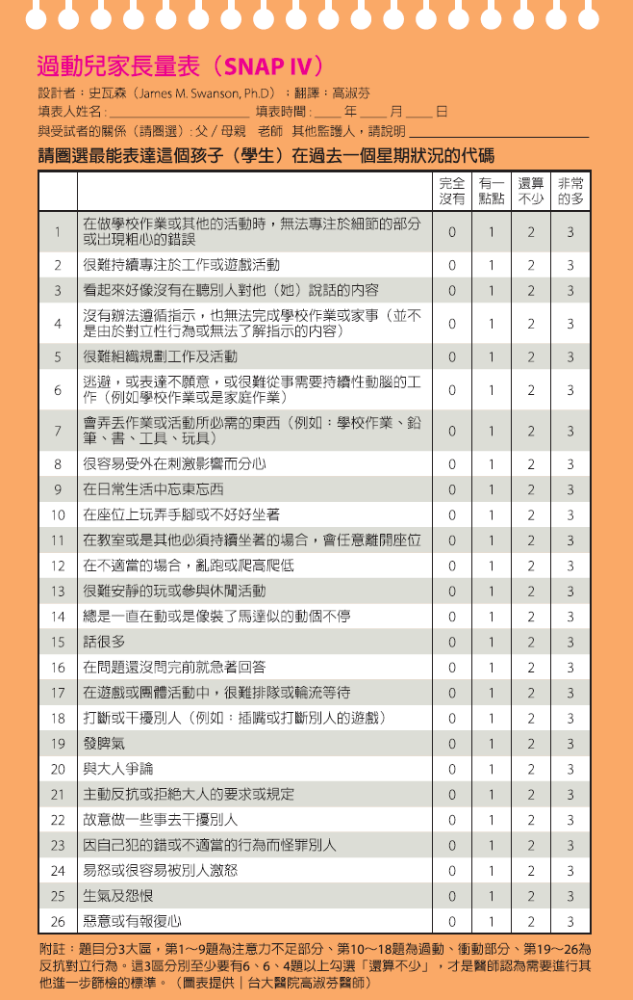 過動兒家長量表（SNAP IV）
設計者：史瓦森（James M. Swanson, Ph.D）；翻譯：高淑芬
填表人姓名：＿＿＿＿＿＿ 填表時間：＿＿年＿＿月＿＿日
與受試者的關係（請圈選）：父／母親　老師　其他監護人，請說明＿＿＿＿＿＿
請圈選最能表達這個孩子（學生）在過去一個星期狀況的代碼
完全沒有 有一點點 還算不少 非常的多
1 在做學校作業或其他的活動時，無法專注於細節的部分 0 1 2 3
或出現粗心的錯誤
2 很難持續專注於工作或遊戲活動 0 1 2 3
3 看起來好像沒有在聽別人對他（她）說話的內容 0 1 2 3
4 沒有辦法遵循指示，也無法完成學校作業或家事（並不 0 1 2 3
是由於對立性行為或無法了解指示的內容）
5 很難組織規劃工作及活動 0 1 2 3
6 逃避，或表達不願意，或很難從事需要持續性動腦的工 0 1 2 3
作（例如學校作業或是家庭作業）
7 會弄丟作業或活動所必需的東西（例如：學校作業、鉛 0 1 2 3
筆、書、工具、玩具）
8 很容易受外在刺激影響而分心 0 1 2 3
9 在日常生活中忘東忘西 0 1 2 3
10 在座位上玩弄手腳或不好好坐著 0 1 2 3
11 在教室或是其他必須持續坐著的場合，會任意離開座位 0 1 2 3
12 在不適當的場合，亂跑或爬高爬低 0 1 2 3
13 很難安靜的玩或參與休閒活動 0 1 2 3
14 總是一直在動或是像裝了馬達似的動個不停 0 1 2 3
15 話很多 0 1 2 3
16 在問題還沒問完前就急著回答 0 1 2 3
17 在遊戲或團體活動中，很難排隊或輪流等待 0 1 2 3
18 打斷或干擾別人（例如：插嘴或打斷別人的遊戲） 0 1 2 3
19 發脾氣 0 1 2 3
20 與大人爭論 0 1 2 3
21 主動反抗或拒絕大人的要求或規定 0 1 2 3
22 故意做一些事去干擾別人 0 1 2 3
23 因自己犯的錯或不適當的行為而怪罪別人 0 1 2 3
24 易怒或很容易被別人激怒 0 1 2 3
25 生氣及怨恨 0 1 2 3
26 惡意或有報復心 0 1 2 3
附註：題目分3大區，第1～9題為注意力不足部分、第10～18題為過動、衝動部分、第19～26為
反抗對立行為。這3區分別至少要有6、6、4題以上勾選「還算不少」，才是醫師認為需要進行其
他進一步篩檢的標準。（圖表提供｜台大醫院高淑芬醫師）